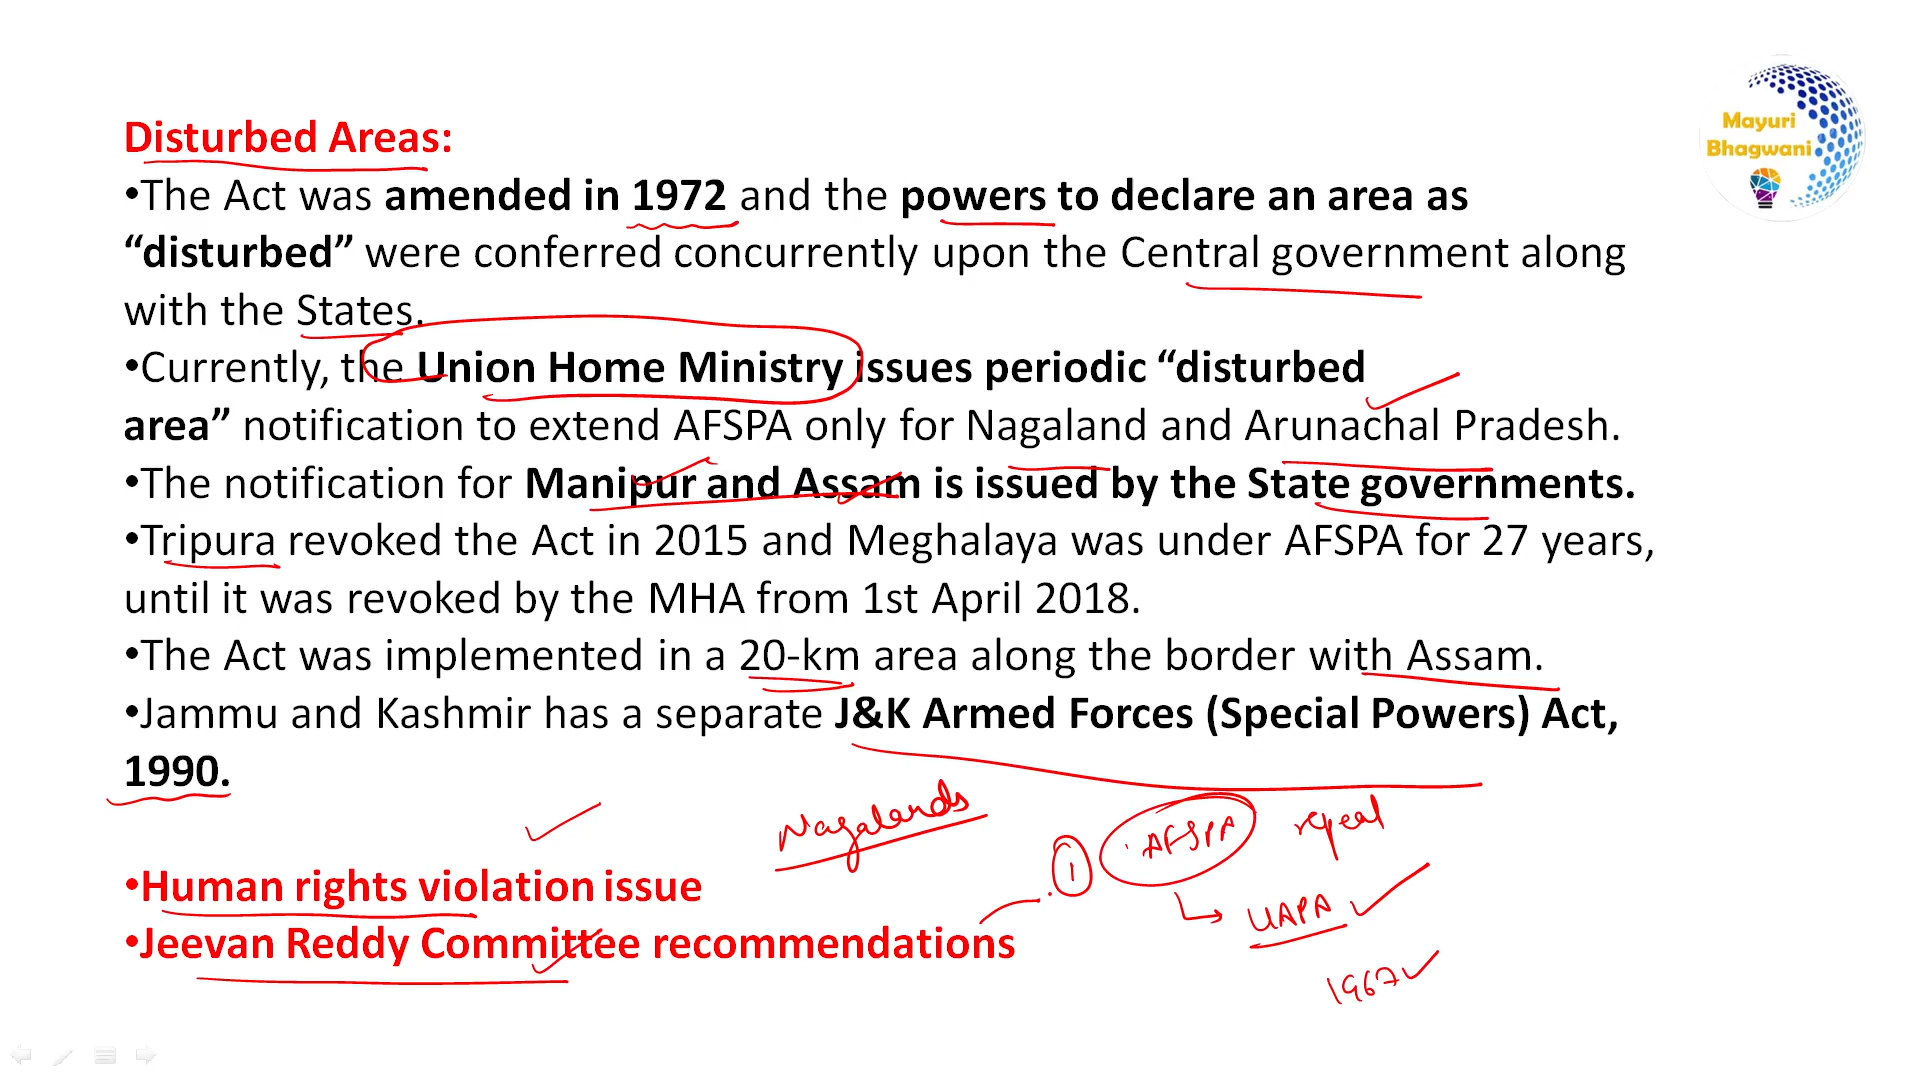 Mayuri
Bhagwani
Disturbed Areas:
•The Act was amended in 1972 and the powers to declare an area as
“disturbed” were conferred concurrently upon the Central government along
with the States.
•Currently, the Union Home Ministry issues periodic “disturbed
area” notification to extend AFSPA only for Nagaland and Arunachal Pradesh.
•The notification for Manipur and Assam is issued by the State governments.
•Tripura revoked the Act in 2015 and Meghalaya was under AFSPA for 27 years,
until it was revoked by the MHA from 1st April 2018.
•The Act was implemented in a 20-km area along the border with Assam.
•Jammu and Kashmir has a separate J&K Armed Forces (Special Powers) Act,
1990.
Nagalands
1 AFSPA repeal
•Human rights violation issue
UAPA
•Jeevan Reddy Committee recommendations
1967